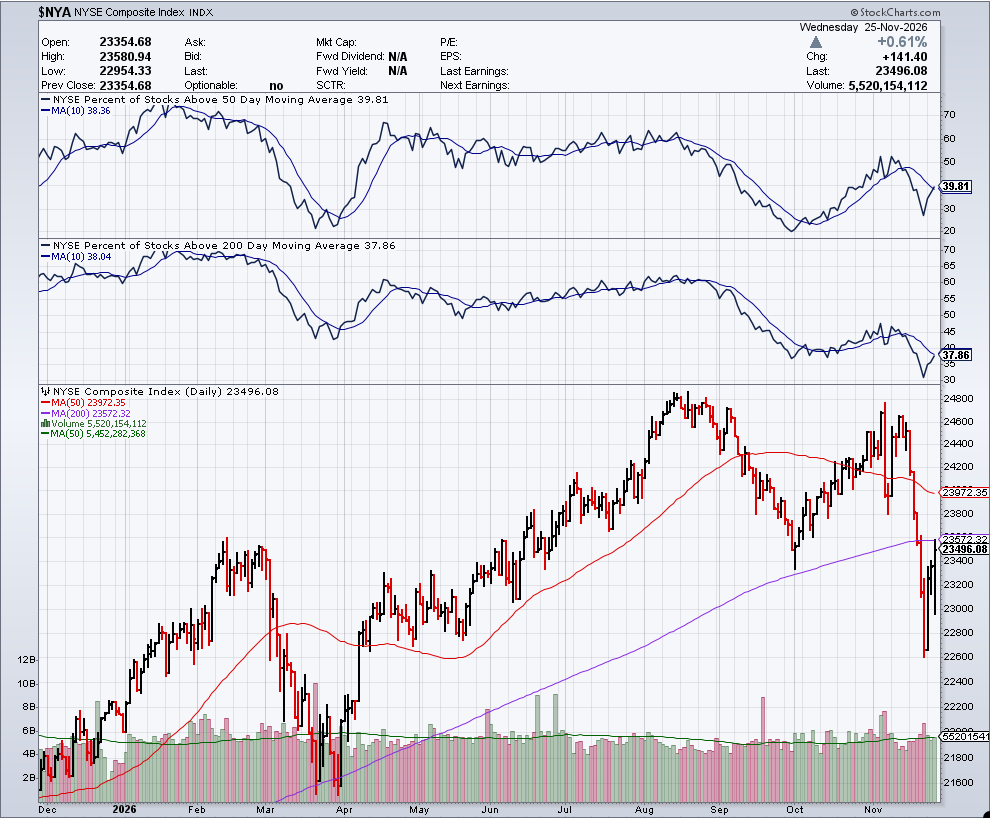 $NYA NYSE Composite Index INDX
© StockCharts.com
Wednesday 25-Nov-2026
Open: 23354.68 Ask: Mkt Cap: P/E: +0.61%
High: 23580.94 Bid: Fwd Dividend: N/A EPS: Chg: +141.40
Low: 22954.33 Last: Fwd Yield: N/A Last Earnings: Last: 23496.08
Prev Close: 23354.68 Optionable: no SCTR: Next Earnings: Volume: 5,520,154,112
NYSE Percent of Stocks Above 50 Day Moving Average 39.81
MA(10) 38.36
70
60
50
39.81
30
20
NYSE Percent of Stocks Above 200 Day Moving Average 37.86
MA(10) 38.04
70
65
60
55
50
45
37.86
35
30
NYSE Composite Index (Daily) 23496.08
MA(50) 23972.35
MA(200) 23572.32
Volume 5,520,154,112
MA(50) 5,452,282,368
24800
24600
24400
24200
23972.35
23800
23572.32
23496.08
23400
23200
23000
22800
22600
22400
22200
21800
21600
12B
10B
8B
6B
4B
2B
55201541
Dec 2026 Feb Mar Apr May Jun Jul Aug Sep Oct Nov